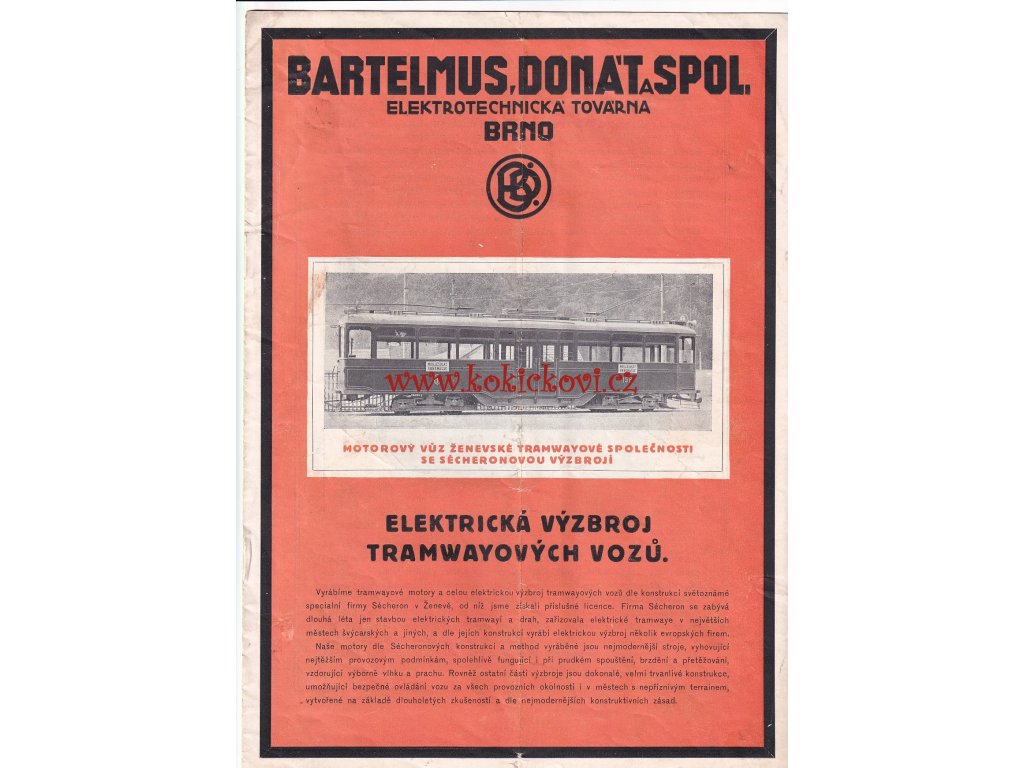 BARTELMUS, DONÁT A SPOL.
ELEKTROTECHNICKÁ TOVÁRNA
BRNO
MOTOROVÝ VŮZ ŽENEVSKÉ TRAMWAYOVÉ SPOLEČNOSTI
SE SÉCHERONOVOU VÝZBROJÍ
www.kokickovi.cz
ELEKTRICKÁ VÝZBROJ
TRAMWAYOVÝCH VOZŮ.
Vyrábíme tramwayové motory a celou elektrickou výzbroj tramwayových vozů dle konstrukcí světoznámé
specialní firmy Sécheron v Ženevě, od níž jsme získali příslušné licence. Firma Sécheron se zabývá
dlouhá léta jen stavbou elektrických tramwayí a drah, zařizovala elektrické tramwaye v největších
městech švýcarských a jiných, a dle jejích konstrukcí vyrábí elektrickou výzbroj několik evropských firem.
Naše motory dle Sécheronových konstrukcí a method vyráběné jsou nejmodernější stroje, vyhovující
nejtěžším provozovým podmínkám, spolehlivě fungující i při prudkém spouštění, brzdění a přetěžování,
vzdorující výborně vlhku a prachu. Rovněž ostatní části výzbroje jsou dokonalé, velmi trvanlivé konstrukce,
umožňující bezpečné ovládání vozu za všech provozních okolností i v městech s nepříznivým terrainem,
vytvořené na základě dlouholetých zkušeností a dle nejmodernějších konstruktivních zásad.